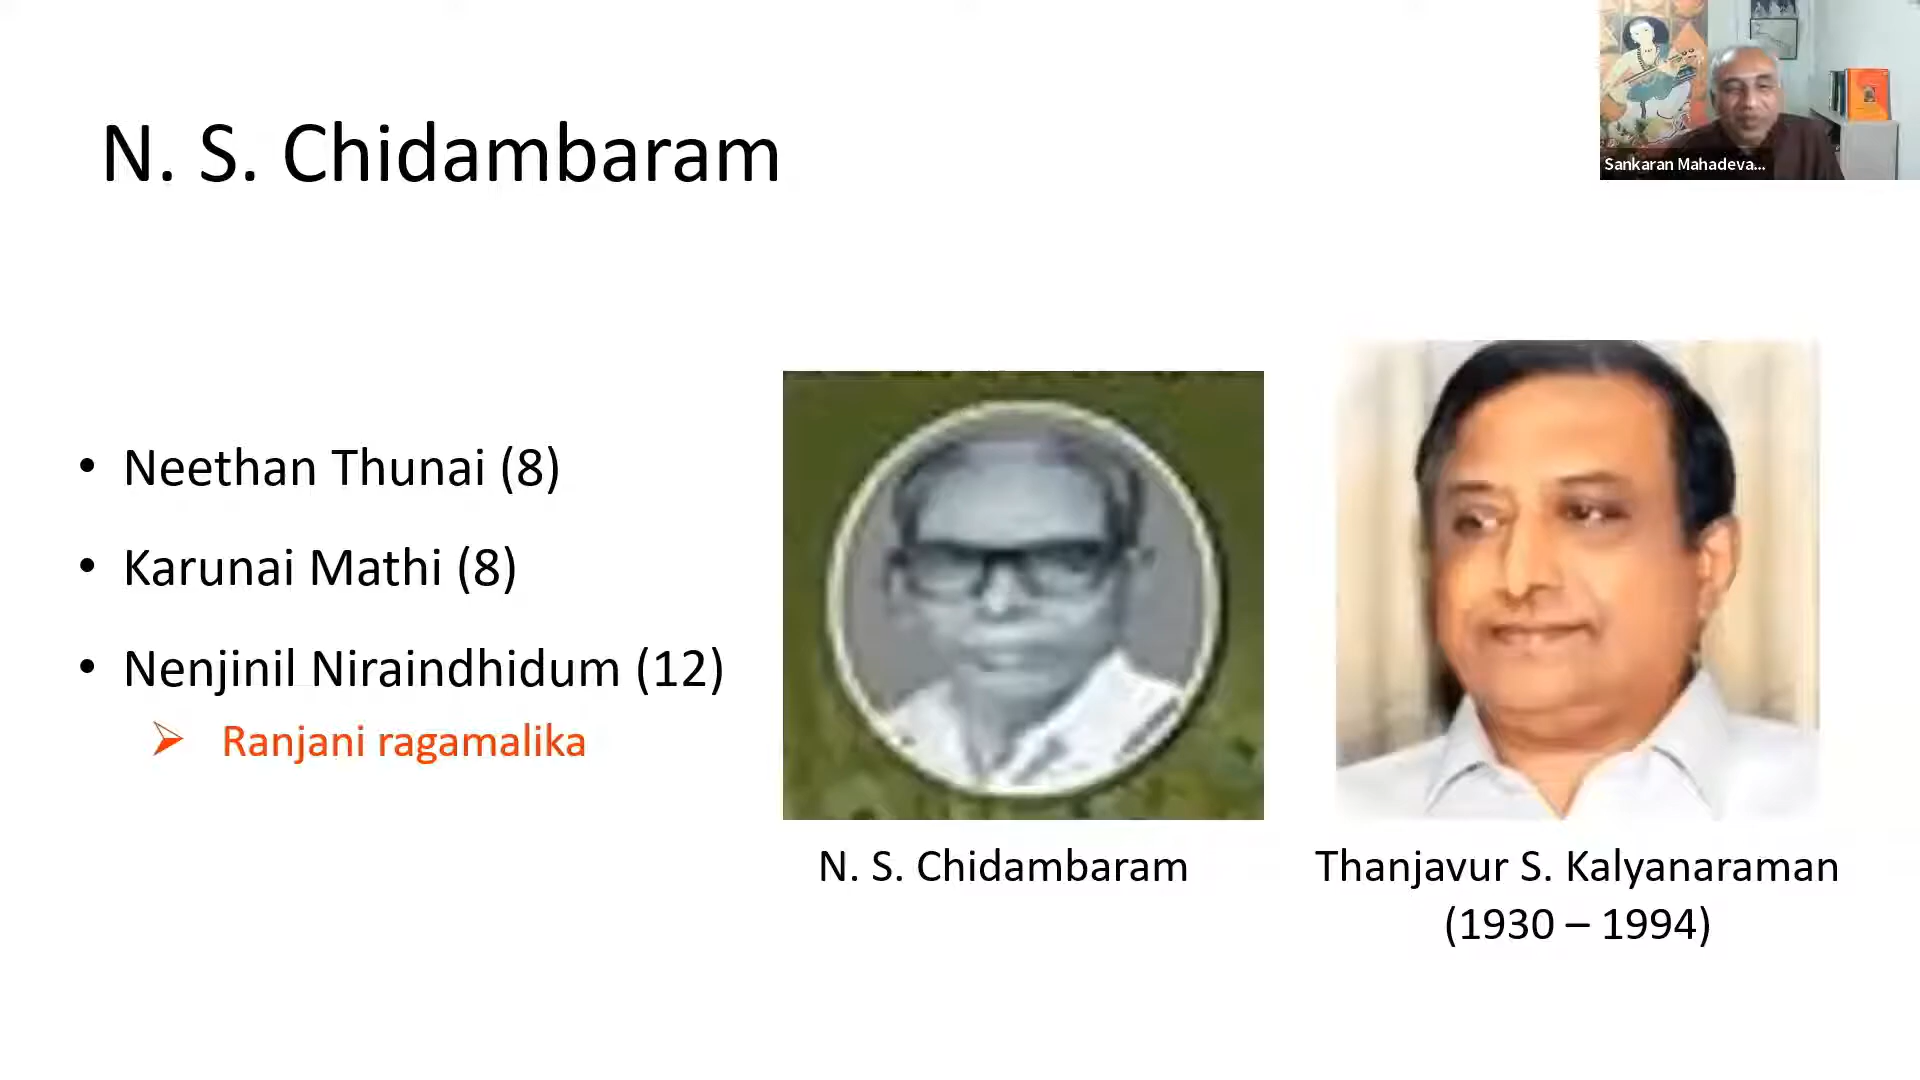 Sankaran Mahadeva...
N. S. Chidambaram
• Neethan Thunai (8)
• Karunai Mathi (8)
• Nenjinil Niraindhidum (12)
➢ Ranjani ragamalika
N. S. Chidambaram
Thanjavur S. Kalyanaraman
(1930 – 1994)